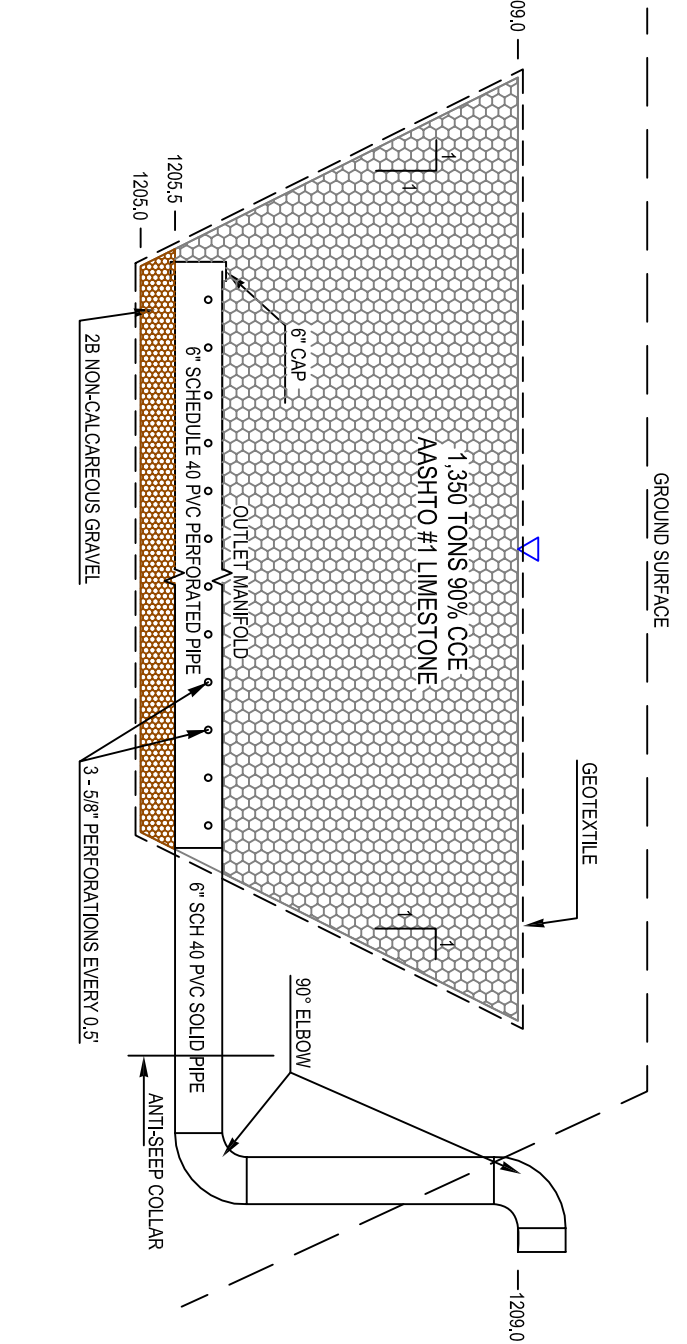 GROUND SURFACE
GEOTEXTILE
09.0
1209.0
1
1
1
1
1,350 TONS 90% CCE
AASHTO #1 LIMESTONE
6" CAP
90° ELBOW
OUTLET MANIFOLD
6" SCHEDULE 40 PVC PERFORATED PIPE
6" SCH 40 PVC SOLID PIPE
1205.5
1205.0
ANTI-SEEP COLLAR
2B NON-CALCAREOUS GRAVEL
3 - 5/8" PERFORATIONS EVERY 0.5'